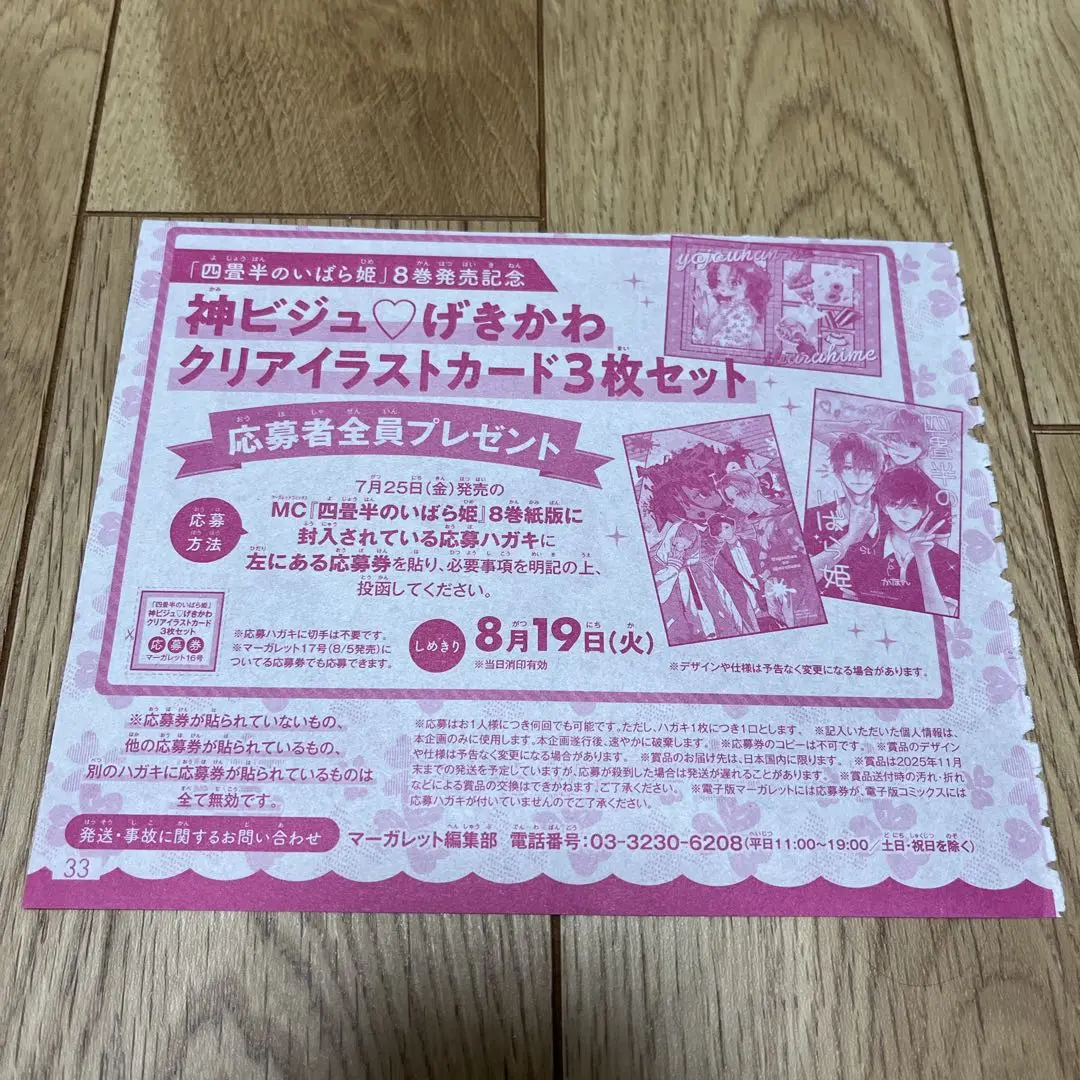 「四畳半のいばら姫」8巻発売記念
神ビジュ♡げきかわ
クリアイラストカード3枚セット
応募者全員プレゼント
応募
方法
7月25日(金)発売の
MC『四畳半のいばら姫』8巻紙版に
封入されている応募ハガキに
左にある応募券を貼り、必要事項を明記の上、
投函してください。
「四畳半のいばら姫」
神ビジュ♡げきかわ
クリアイラストカード
3枚セット
応募券
マーガレット16号
※応募ハガキに切手は不要です。
※マーガレット17号(8/5発売)に
ついてる応募券でも応募できます。
しめきり
8月19日(火)
※当日消印有効
※デザインや仕様は予告なく変更になる場合があります。
※応募券が貼られていないもの、
他の応募券が貼られているもの、
別のハガキに応募券が貼られているものは
全て無効です。
※応募はお1人様につき何回でも可能です。ただし、ハガキ1枚につき1口とします。 ※記入いただいた個人情報は、
本企画のみに使用します。本企画遂行後、速やかに破棄します。 ※応募券のコピーは不可です。 ※賞品のデザイン
や仕様は予告なく変更になる場合があります。 ※賞品のお届け先は、日本国内に限ります。 ※賞品は2025年11月
末までの発送を予定していますが、応募が殺到した場合は発送が遅れることがあります。 ※賞品送付時の汚れ・折れ
などによる賞品の交換はできかねます。ご了承ください。 ※電子版マーガレットには応募券が、電子版コミックスには
応募ハガキが付いていませんのでご了承ください。
発送・事故に関するお問い合わせ
マーガレット編集部 電話番号:03-3230-6208(平日11:00~19:00/土日・祝日を除く)
33